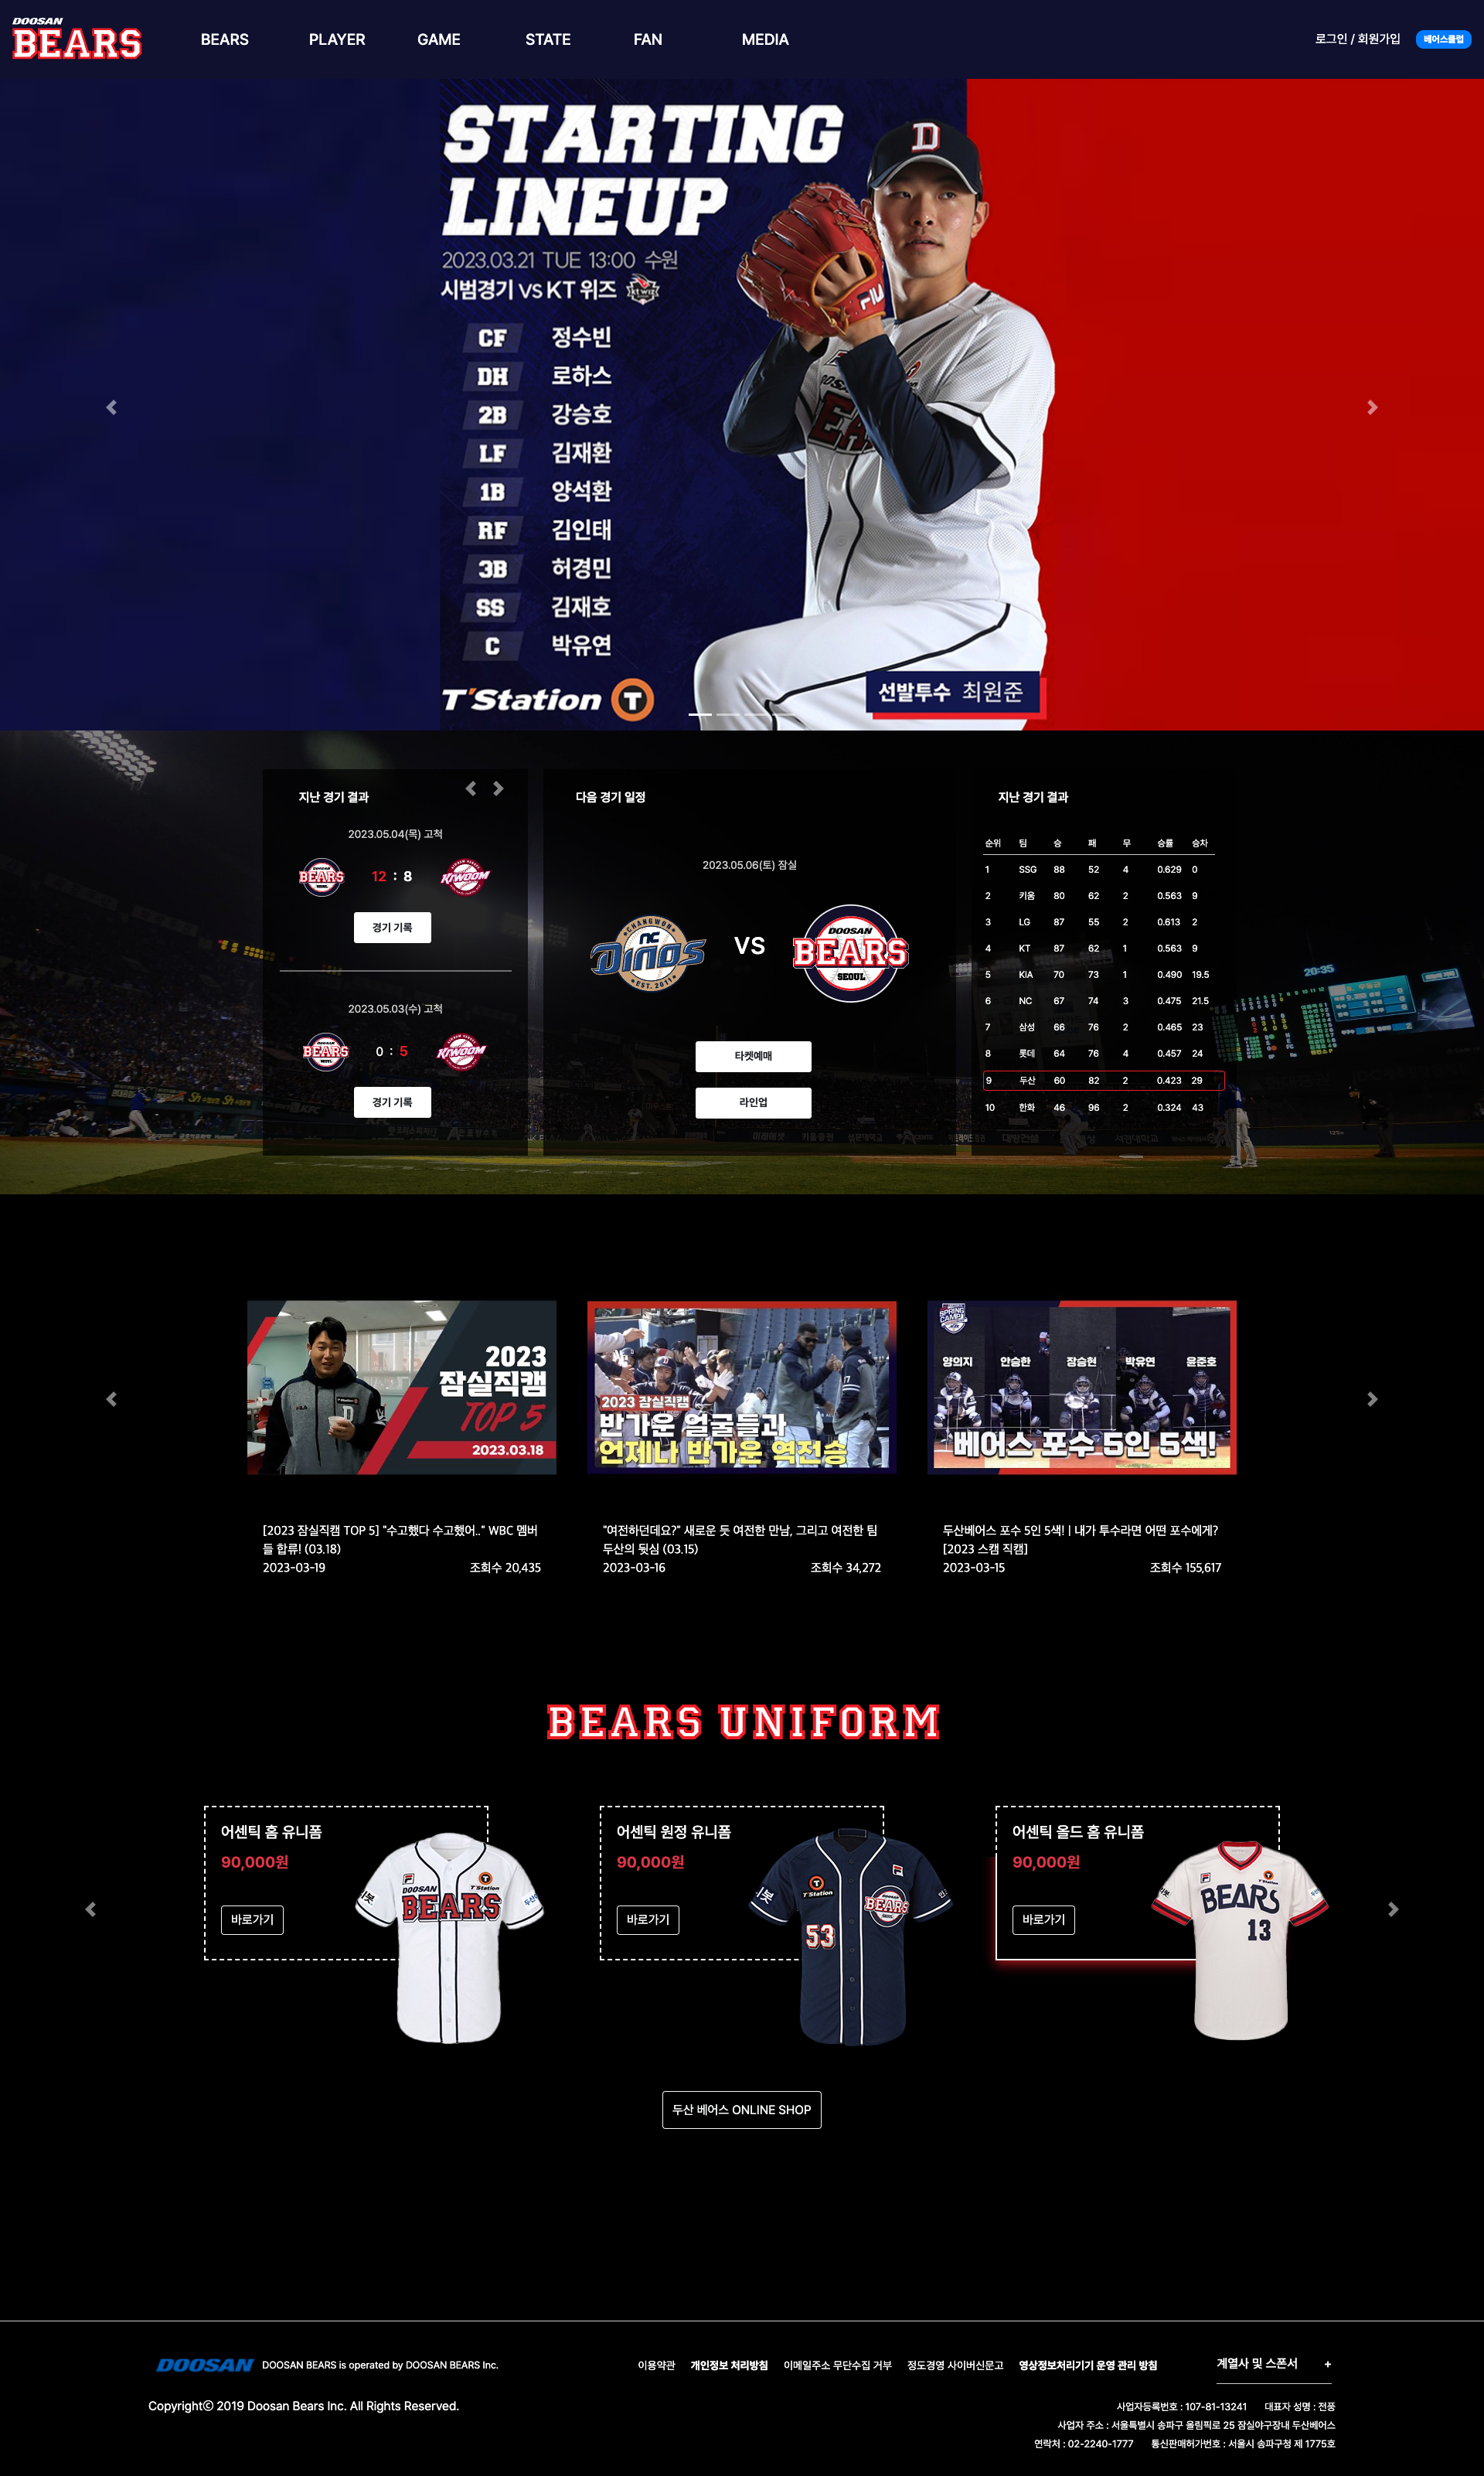 DOOSAN
BEARS
BEARS PLAYER GAME STATE FAN MEDIA
로그인 / 회원가입 베어스클럽
STARTING
LINEUP
2023.03.21 TUE 13:00 수원
시범경기 VS KT 위즈
CF 정수빈
DH 로하스
2B 강승호
LF 김재환
1B 양석환
RF 김인태
3B 허경민
SS 김재호
C 박유연
T'Station T
선발투수 최원준
D
FILA
지난 경기 결과
2023.05.04(목) 고척
BEARS 12 : 8 KIWOOM
경기 기록
2023.05.03(수) 고척
BEARS 0 : 5 KIWOOM
경기 기록
다음 경기 일정
2023.05.06(토) 잠실
CHANGWON NC DINOS EST. 2011
VS
DOOSAN BEARS SEOUL
타켓예매
라인업
지난 경기 결과
순위 팀 승 패 무 승률 승차
1 SSG 88 52 4 0.629 0
2 키움 80 62 2 0.563 9
3 LG 87 55 2 0.613 2
4 KT 87 62 1 0.563 9
5 KIA 70 73 1 0.490 19.5
6 NC 67 74 3 0.475 21.5
7 삼성 66 76 2 0.465 23
8 롯데 64 76 4 0.457 24
9 두산 60 82 2 0.423 29
10 한화 46 96 2 0.324 43
20:35
2023
잠실직캠
TOP 5
2023.03.18
[2023 잠실직캠 TOP 5] "수고했다 수고했어.." WBC 멤버
들 합류! (03.18)
2023-03-19 조회수 20,435
2023 잠실직캠
반가운 얼굴들과
언제나 반가운 역전승
"여전하던데요?" 새로운 듯 여전한 만남, 그리고 여전한 팀
두산의 뒷심 (03.15)
2023-03-16 조회수 34,272
SPRING CAMP
양의지 안승한 장승현 박유연 윤준호
베어스 포수 5인 5색!
두산베어스 포수 5인 5색! | 내가 투수라면 어떤 포수에게?
[2023 스캠 직캠]
2023-03-15 조회수 155,617
BEARS UNIFORM
어센틱 홈 유니폼
90,000원
바로가기
DOOSAN
BEARS
T'Station
어센틱 원정 유니폼
90,000원
바로가기
T'Station
BEARS
53
어센틱 올드 홈 유니폼
90,000원
바로가기
T'Station
BEARS
13
두산 베어스 ONLINE SHOP
DOOSAN DOOSAN BEARS is operated by DOOSAN BEARS Inc.
Copyrightⓒ 2019 Doosan Bears Inc. All Rights Reserved.
이용약관 개인정보 처리방침 이메일주소 무단수집 거부 정도경영 사이버신문고 영상정보처리기기 운영 관리 방침
계열사 및 스폰서 +
사업자등록번호 : 107-81-13241 대표자 성명 : 전풍
사업자 주소 : 서울특별시 송파구 올림픽로 25 잠실야구장내 두산베어스
연락처 : 02-2240-1777 통신판매허가번호 : 서울시 송파구청 제 1775호